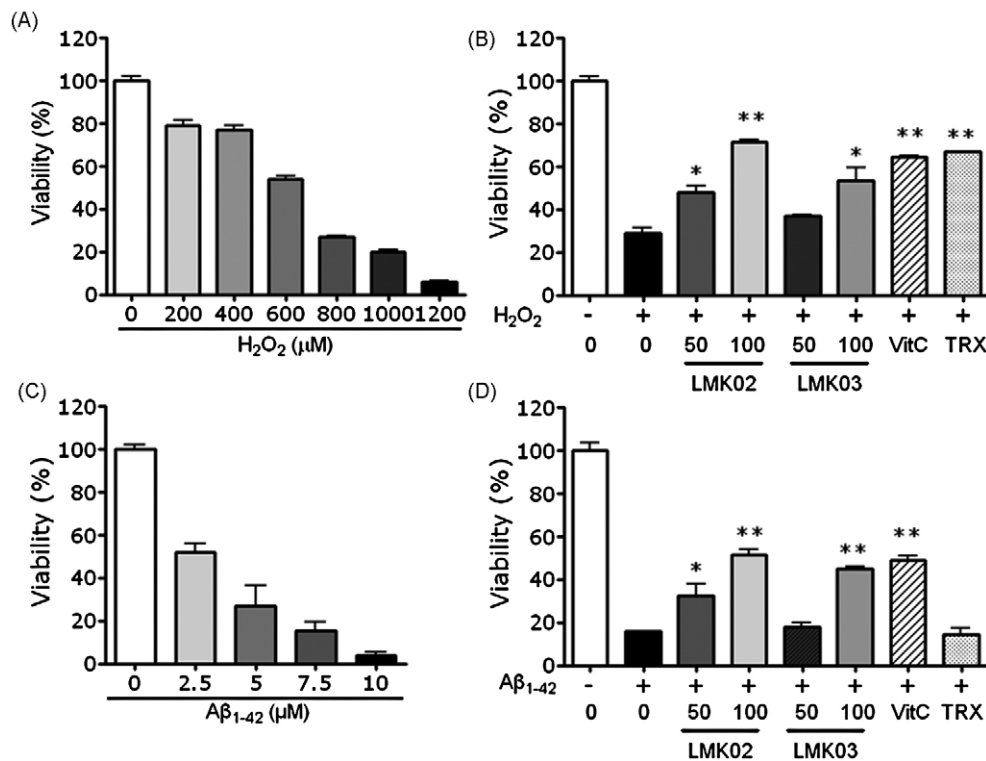 (A)
120
100
80
60
40
20
0
Viability (%)
0 200 400 600 800 1000 1200
H₂O₂ (μM)
(B)
120
100
80
60
40
20
0
Viability (%)
* ** * ** **
H₂O₂ - + + + + + + +
0 0 50 100 50 100 VitC TRX
LMK02 LMK03
(C)
120
100
80
60
40
20
0
Viability (%)
0 2.5 5 7.5 10
Aβ₁₋₄₂ (μM)
(D)
120
100
80
60
40
20
0
Viability (%)
* ** ** **
Aβ₁₋₄₂ - + + + + + + +
0 0 50 100 50 100 VitC TRX
LMK02 LMK03